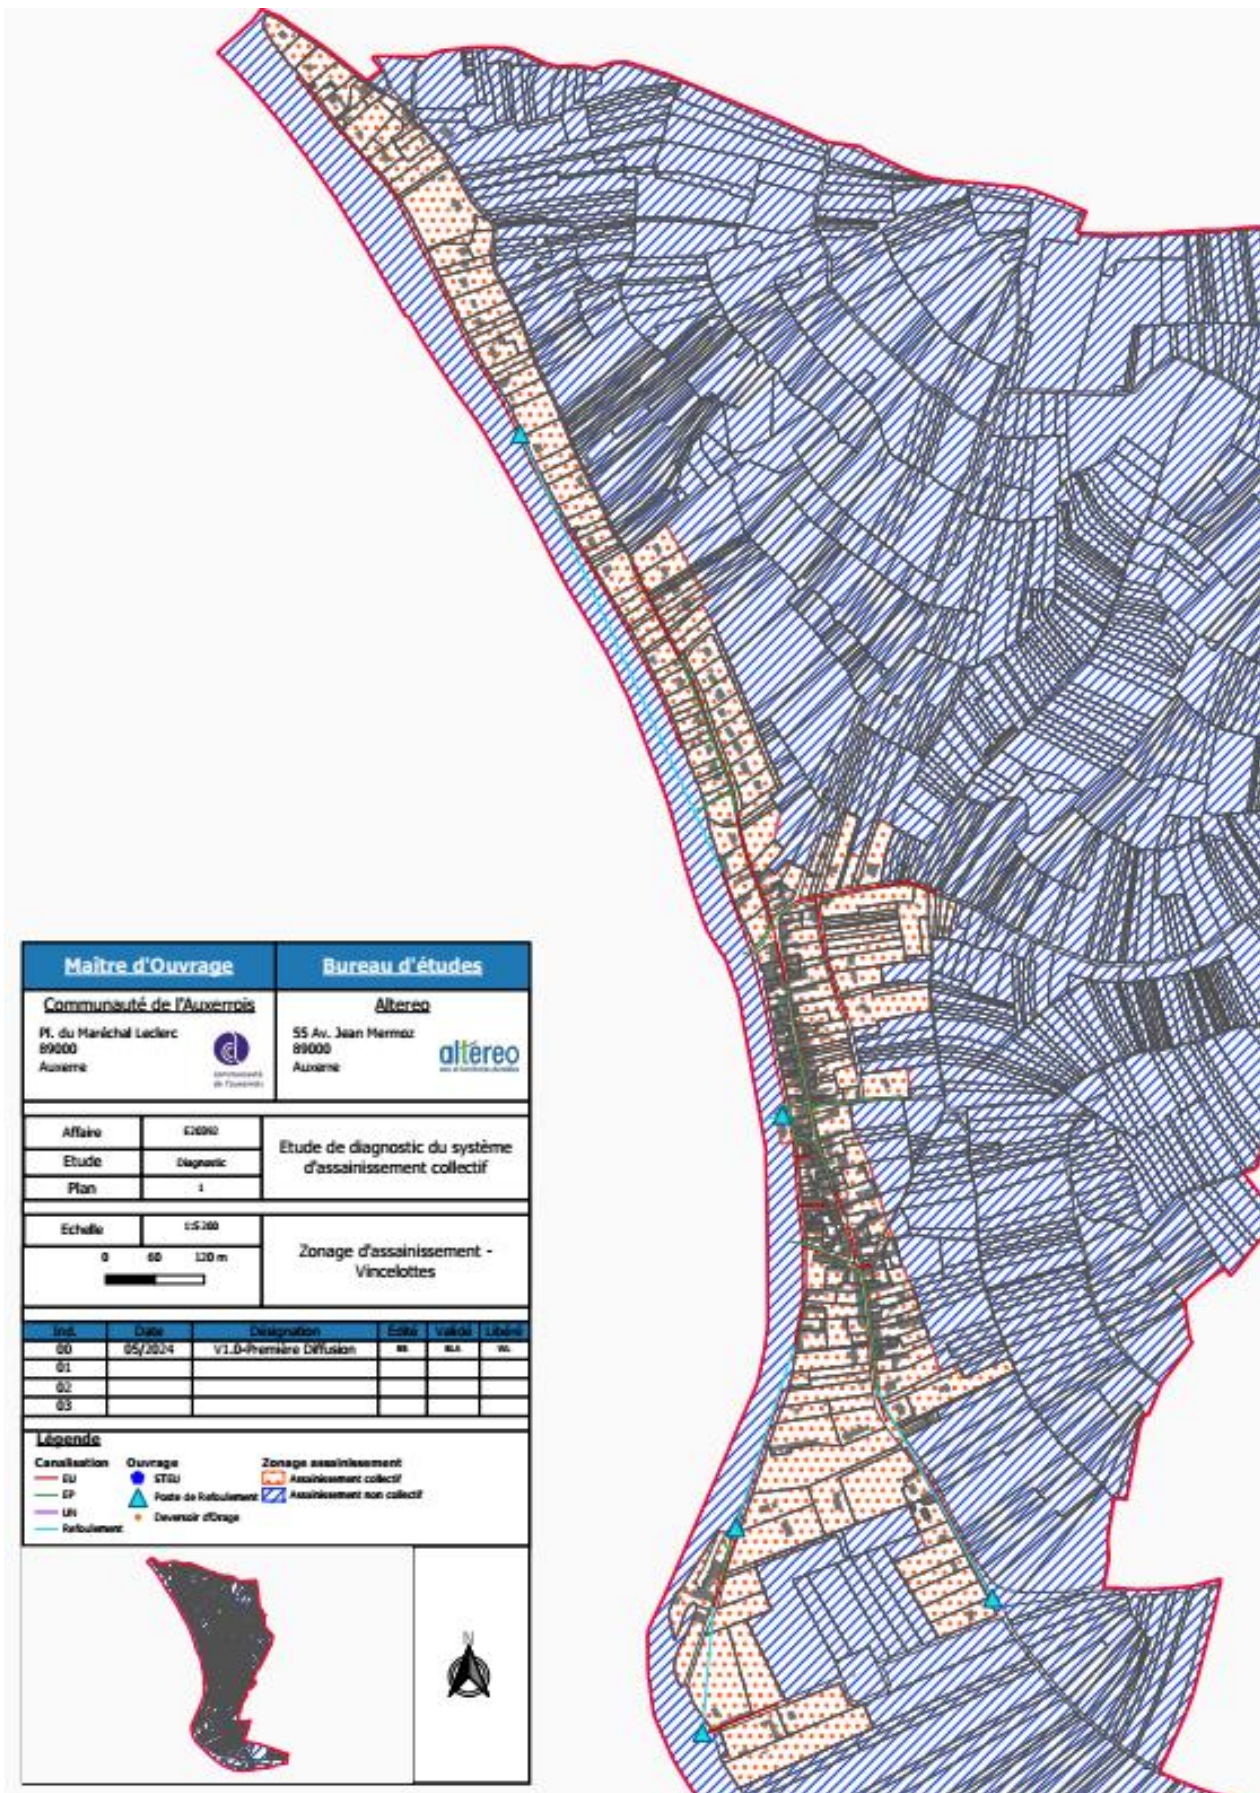 Maître d'Ouvrage
Bureau d'études
Communauté de l'Auxerrois
Pl. du Maréchal Leclerc
89000
Auxerre
communauté
de l'auxerrois
Altereo
55 Av. Jean Mermoz
89000
Auxerre
altereo
Affaire
Etude Diagnostic
Plan 1
Etude de diagnostic du système
d'assainissement collectif
Echelle 1:5 200
0 60 120 m
Zonage d'assainissement -
Vincelottes
Ind. Date Désignation Edité Validé Libéré
00 05/2024 V1.0-Première Diffusion
01
02
03
Légende
Canalisation
EU
EP
UN
Refoulement
Ouvrage
STEU
Poste de Refoulement
Deversoir d'Orage
Zonage assainissement
Assainissement collectif
Assainissement non collectif
N